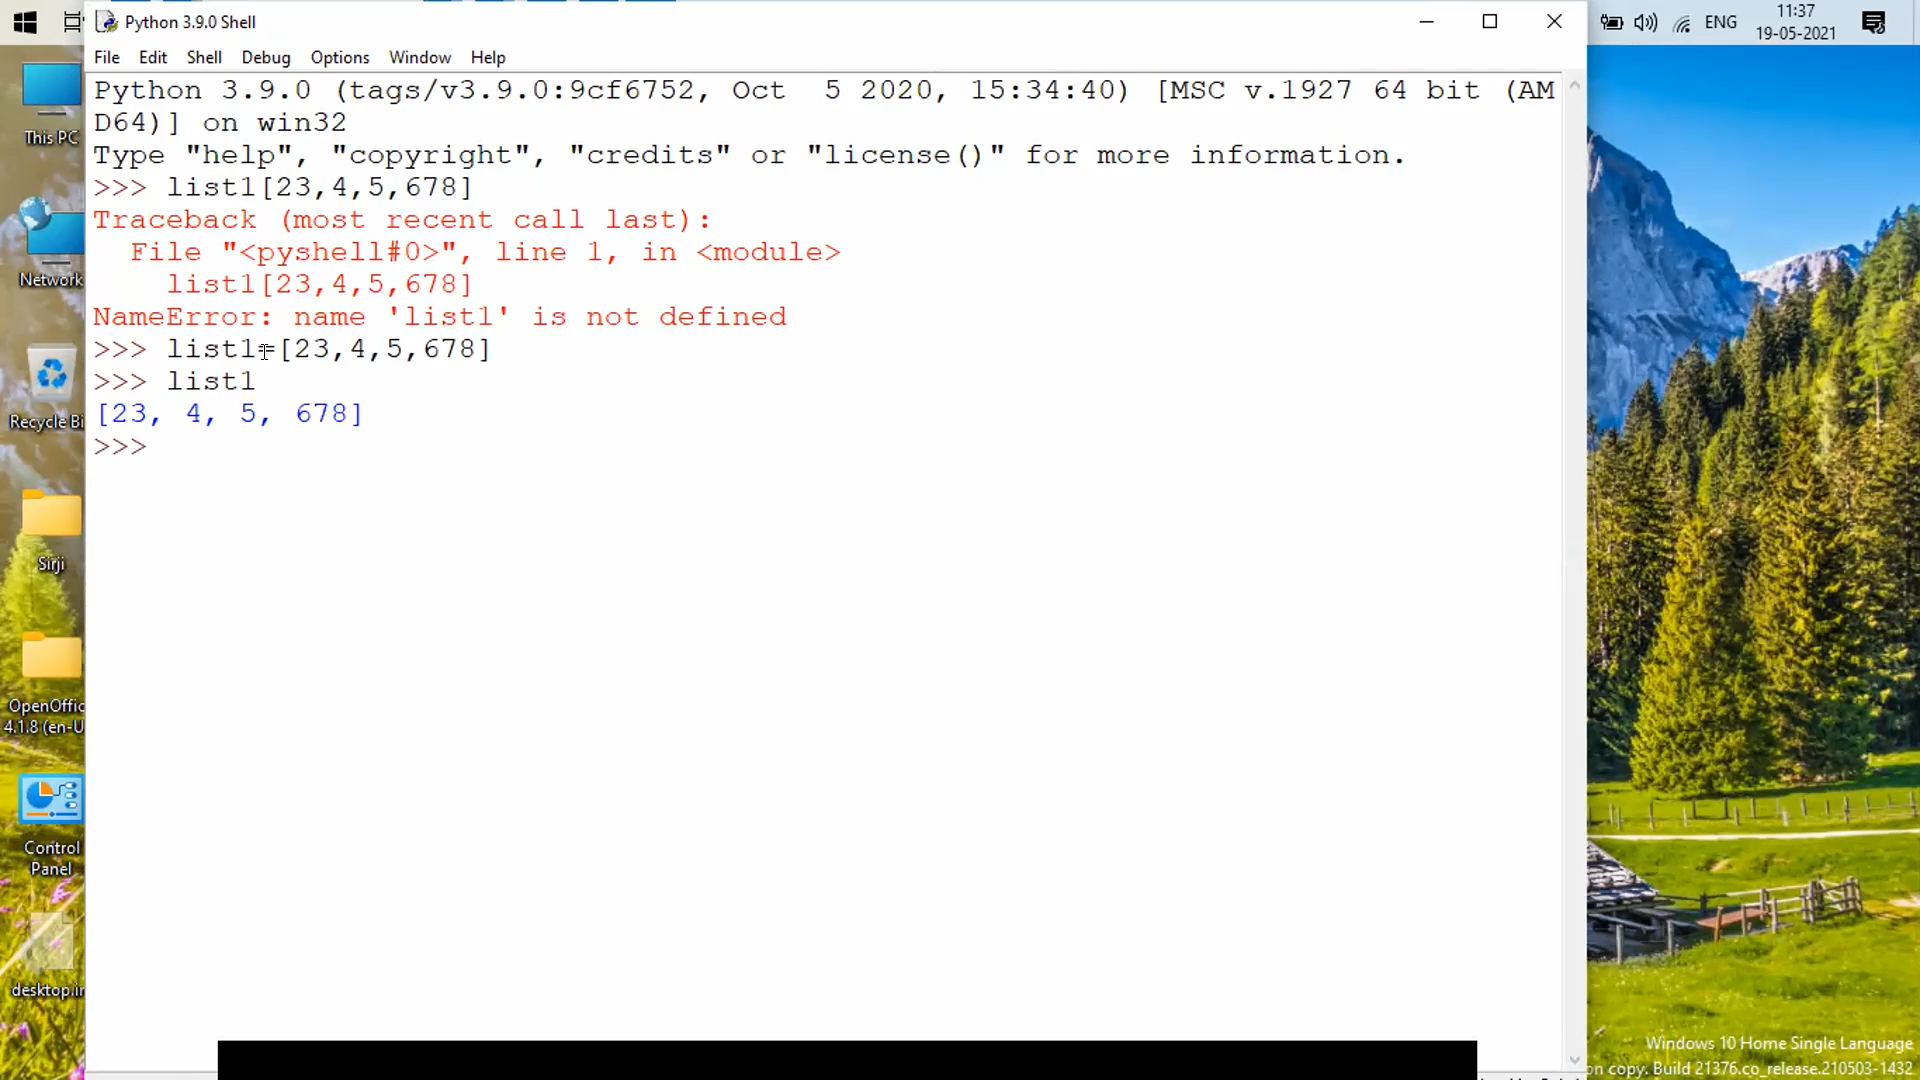 Python 3.9.0 Shell
ENG
11:37
19-05-2021
File Edit Shell Debug Options Window Help
Python 3.9.0 (tags/v3.9.0:9cf6752, Oct  5 2020, 15:34:40) [MSC v.1927 64 bit (AM
D64)] on win32
Type "help", "copyright", "credits" or "license()" for more information.
>>> list1[23,4,5,678]
Traceback (most recent call last):
  File "<pyshell#0>", line 1, in <module>
    list1[23,4,5,678]
NameError: name 'list1' is not defined
>>> list1=[23,4,5,678]
>>> list1
[23, 4, 5, 678]
>>>
This PC
Network
Recycle Bi
Sirji
OpenOffic
4.1.8 (en-U
Control
Panel
desktop.in
Windows 10 Home Single Language
on copy. Build 21376.co_release.210503-1432